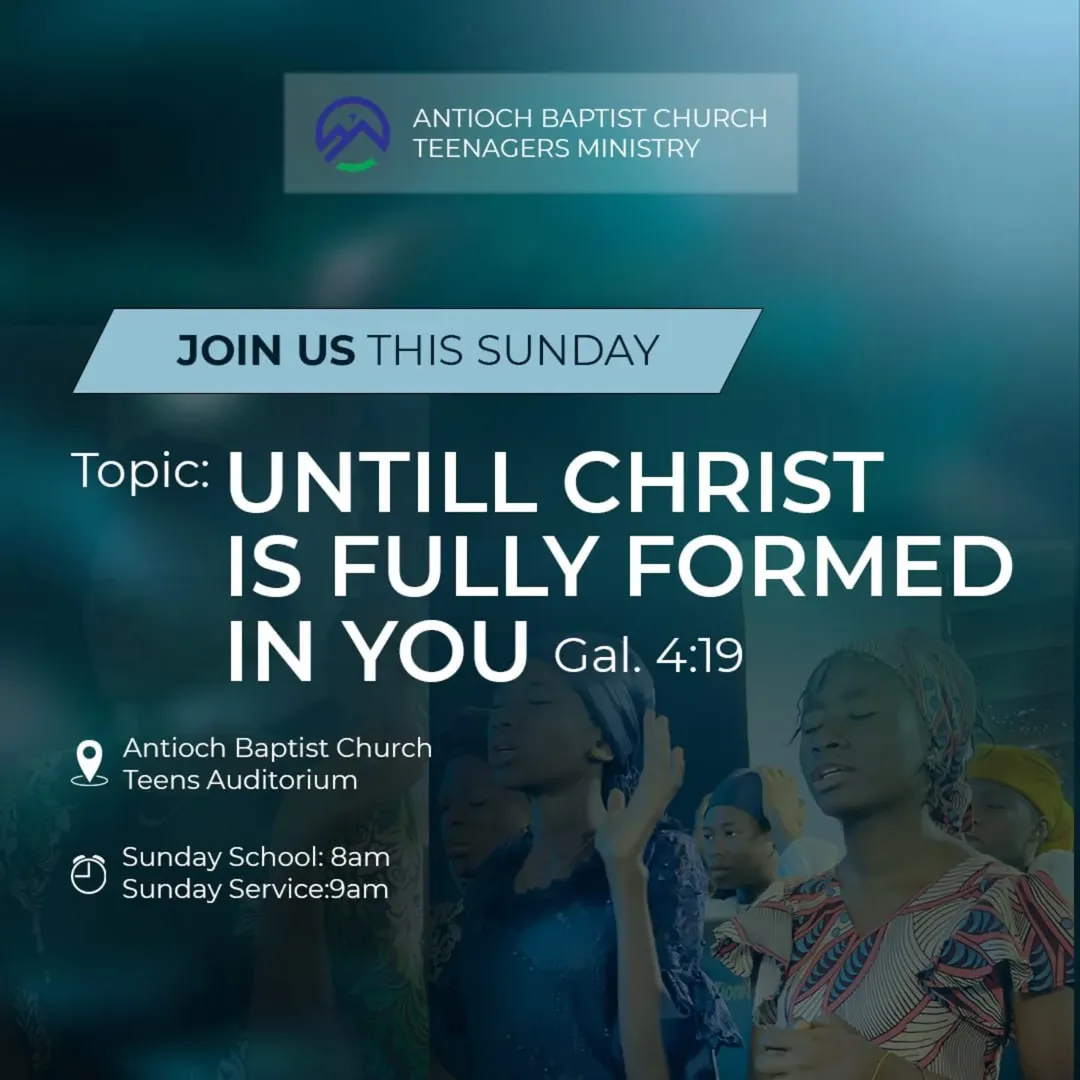 ANTIOCH BAPTIST CHURCH
TEENAGERS MINISTRY
JOIN US THIS SUNDAY
Topic: UNTILL CHRIST
IS FULLY FORMED
IN YOU Gal. 4:19
Antioch Baptist Church
Teens Auditorium
Sunday School: 8am
Sunday Service:9am